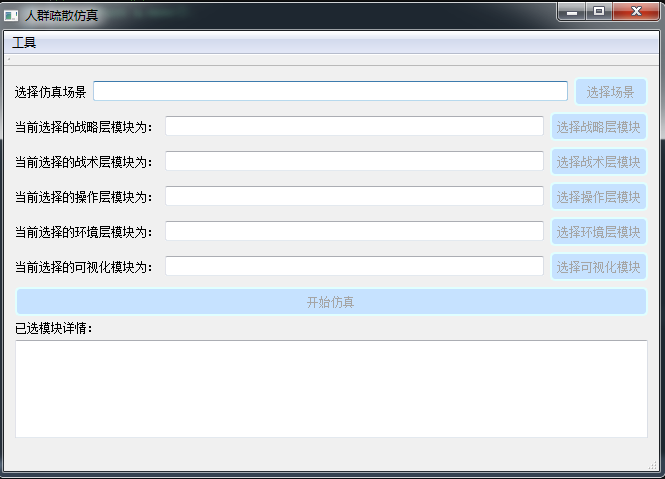 人群疏散仿真
工具
选择仿真场景 选择场景
当前选择的战略层模块为： 选择战略层模块
当前选择的战术层模块为： 选择战术层模块
当前选择的操作层模块为： 选择操作层模块
当前选择的环境层模块为： 选择环境层模块
当前选择的可视化模块为： 选择可视化模块
开始仿真
已选模块详情：